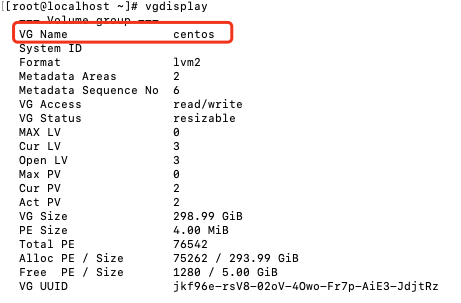 [[root@localhost ~]# vgdisplay
--- Volume group ---
VG Name centos
System ID
Format lvm2
Metadata Areas 2
Metadata Sequence No 6
VG Access read/write
VG Status resizable
MAX LV 0
Cur LV 3
Open LV 3
Max PV 0
Cur PV 2
Act PV 2
VG Size 298.99 GiB
PE Size 4.00 MiB
Total PE 76542
Alloc PE / Size 75262 / 293.99 GiB
Free PE / Size 1280 / 5.00 GiB
VG UUID jkf96e-rsV8-02oV-4Owo-Fr7p-AiE3-JdjtRz